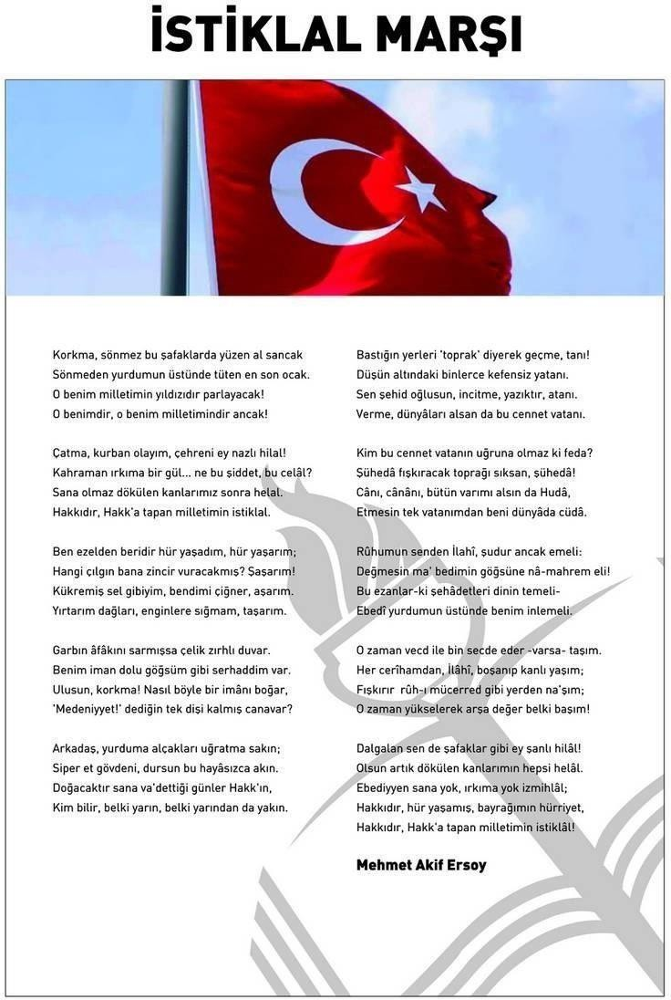 İSTİKLAL MARŞI
Korkma, sönmez bu şafaklarda yüzen al sancak
Sönmeden yurdumun üstünde tüten en son ocak.
O benim milletimin yıldızıdır parlayacak!
O benimdir, o benim milletimindir ancak!
Çatma, kurban olayım, çehreni ey nazlı hilal!
Kahraman ırkıma bir gül... ne bu şiddet, bu celâl?
Sana olmaz dökülen kanlarımız sonra helal.
Hakkıdır, Hakk'a tapan milletimin istiklal.
Ben ezelden beridir hür yaşadım, hür yaşarım;
Hangi çılgın bana zincir vuracakmış? Şaşarım!
Kükremiş sel gibiyim, bendimi çiğner, aşarım.
Yırtarım dağları, enginlere sığmam, taşarım.
Garbın âfâkını sarmışsa çelik zırhlı duvar.
Benim iman dolu göğsüm gibi serhaddim var.
Ulusun, korkma! Nasıl böyle bir imânı boğar,
'Medeniyyet!' dediğin tek dişi kalmış canavar?
Arkadaş, yurduma alçakları uğratma sakın;
Siper et gövdeni, dursun bu hayâsızca akın.
Doğacaktır sana va'dettiği günler Hakk'ın,
Kim bilir, belki yarın, belki yarından da yakın.
Bastığın yerleri 'toprak' diyerek geçme, tanı!
Düşün altındaki binlerce kefensiz yatanı.
Sen şehid oğlusun, incitme, yazıktır, atanı.
Verme, dünyâları alsan da bu cennet vatanı.
Kim bu cennet vatanın uğruna olmaz ki feda?
Şühedâ fışkıracak toprağı sıksan, şühedâ!
Cânı, cânânı, bütün varımı alsın da Hudâ,
Etmesin tek vatanımdan beni dünyâda cüdâ.
Rûhumun senden İlahî, şudur ancak emeli:
Değmesin ma' bedimin göğsüne nâ-mahrem eli!
Bu ezanlar-ki şehâdetleri dinin temeli-
Ebedî yurdumun üstünde benim inlemeli.
O zaman vecd ile bin secde eder -varsa- taşım.
Her cerîhamdan, İlâhî, boşanıp kanlı yaşım;
Fışkırır rûh-ı mücerred gibi yerden na'şım;
O zaman yükselerek arşa değer belki başım!
Dalgalan sen de şafaklar gibi ey şanlı hilâl!
Olsun artık dökülen kanlarımın hepsi helâl.
Ebediyyen sana yok, ırkıma yok izmihlâl;
Hakkıdır, hür yaşamış, bayrağımın hürriyet,
Hakkıdır, Hakk'a tapan milletimin istiklâl!
Mehmet Akif Ersoy